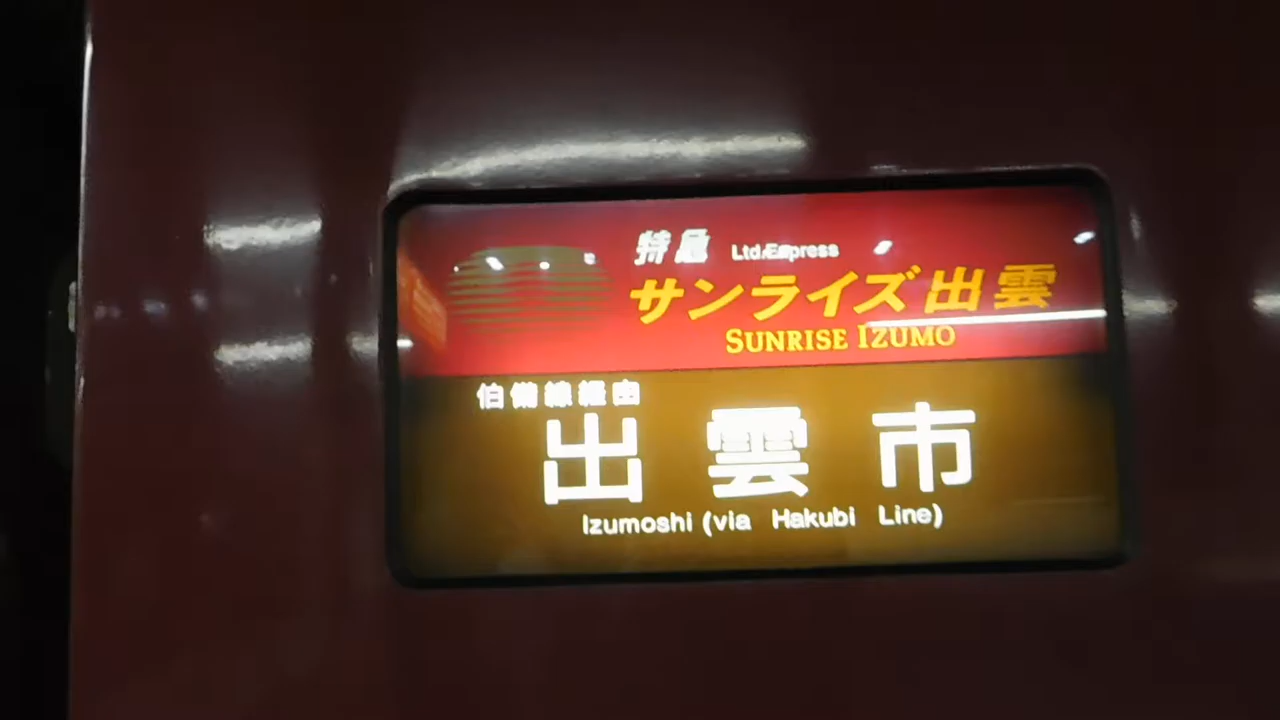 特急 Ltd.Express
サンライズ出雲
SUNRISE IZUMO
伯備線経由
出雲市
Izumoshi (via Hakubi Line)